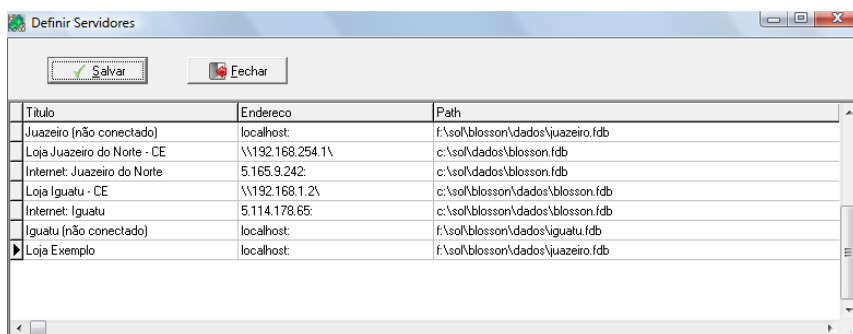 Definir Servidores
Salvar Fechar
Titulo Endereco Path
Juazeiro (não conectado) localhost: f:\sol\blosson\dados\juazeiro.fdb
Loja Juazeiro do Norte - CE \\192.168.254.1\ c:\sol\dados\blosson.fdb
Internet: Juazeiro do Norte 5.165.9.242: c:\sol\dados\blosson.fdb
Loja Iguatu - CE \\192.168.1.2\ c:\sol\blosson\dados\blosson.fdb
Internet: Iguatu 5.114.178.65: c:\sol\blosson\dados\blosson.fdb
Iguatu (não conectado) localhost: f:\sol\blosson\dados\iguatu.fdb
Loja Exemplo localhost: f:\sol\blosson\dados\juazeiro.fdb